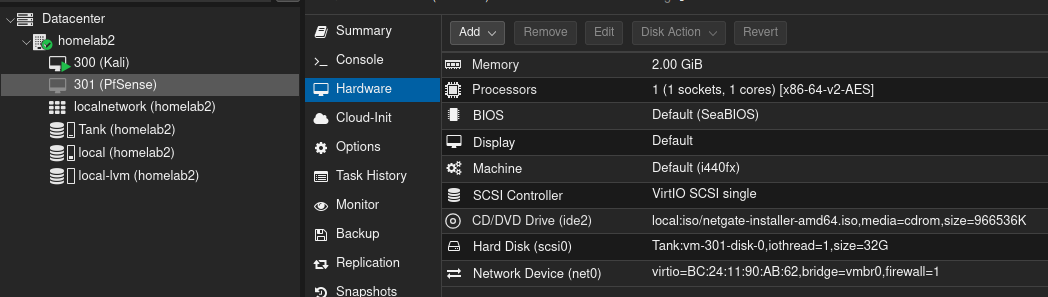 Datacenter
homelab2
300 (Kali)
301 (PfSense)
localnetwork (homelab2)
Tank (homelab2)
local (homelab2)
local-lvm (homelab2)
Summary
Console
Hardware
Cloud-Init
Options
Task History
Monitor
Backup
Replication
Snapshots
Add Remove Edit Disk Action Revert
Memory 2.00 GiB
Processors 1 (1 sockets, 1 cores) [x86-64-v2-AES]
BIOS Default (SeaBIOS)
Display Default
Machine Default (i440fx)
SCSI Controller VirtIO SCSI single
CD/DVD Drive (ide2) local:iso/netgate-installer-amd64.iso,media=cdrom,size=966536K
Hard Disk (scsi0) Tank:vm-301-disk-0,iothread=1,size=32G
Network Device (net0) virtio=BC:24:11:90:AB:62,bridge=vmbr0,firewall=1